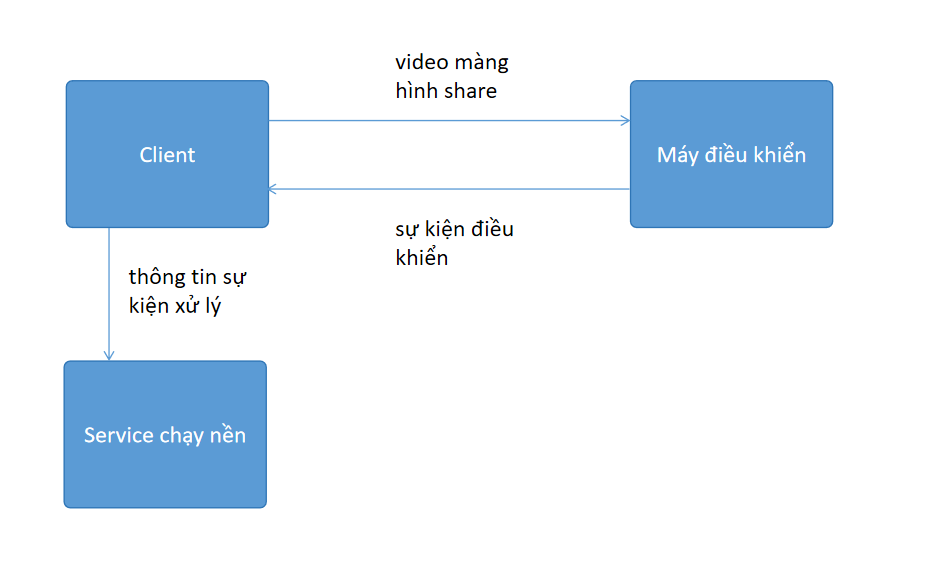 video màng
hình share
Client
Máy điều khiển
sự kiện điều
khiển
thông tin sự
kiện xử lý
Service chạy nền